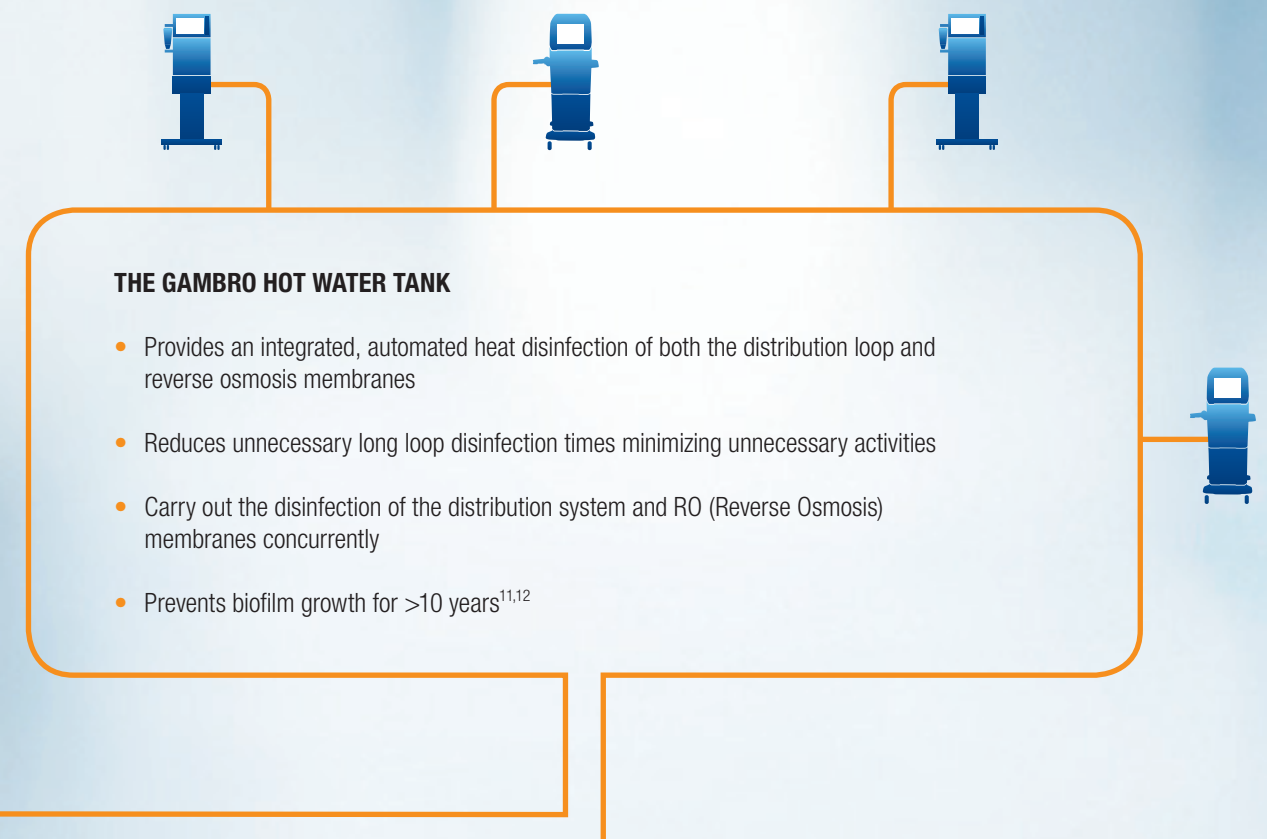 THE GAMBRO HOT WATER TANK
• Provides an integrated, automated heat disinfection of both the distribution loop and
reverse osmosis membranes
• Reduces unnecessary long loop disinfection times minimizing unnecessary activities
• Carry out the disinfection of the distribution system and RO (Reverse Osmosis)
membranes concurrently
• Prevents biofilm growth for >10 years11,12